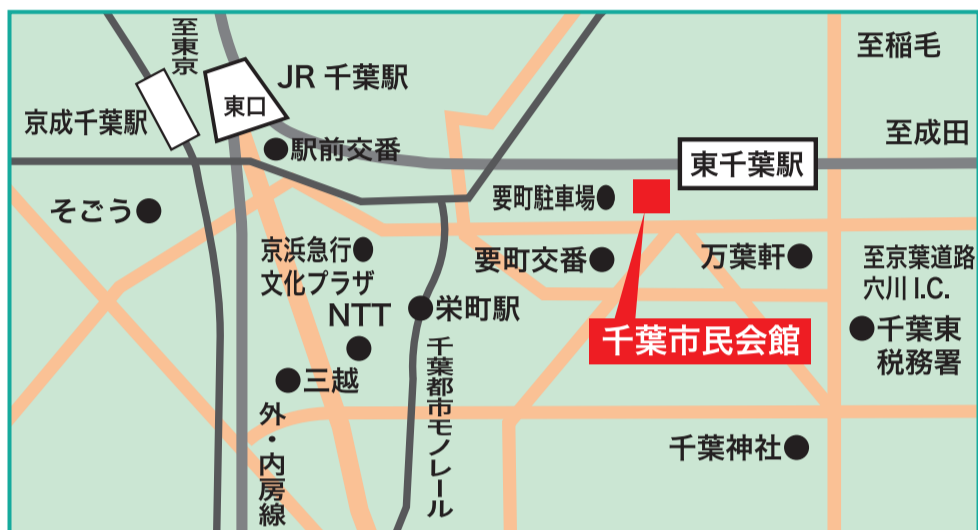 至東京
JR 千葉駅
東口
京成千葉駅
駅前交番
至稲毛
至成田
東千葉駅
要町駐車場
そごう
京浜急行
文化プラザ
要町交番
万葉軒
至京葉道路
穴川 I.C.
NTT
栄町駅
千葉市民会館
千葉東
税務署
三越
千葉都市モノレール
外・内房線
千葉神社